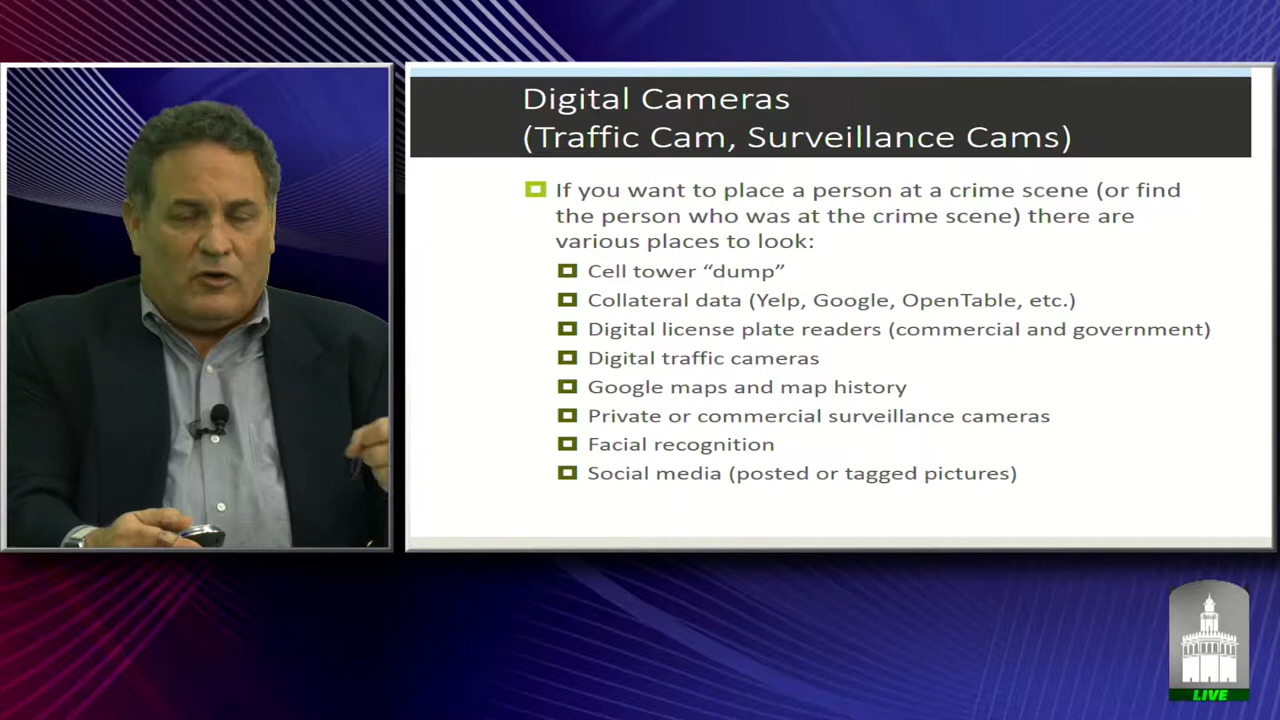 Digital Cameras
(Traffic Cam, Surveillance Cams)
If you want to place a person at a crime scene (or find
the person who was at the crime scene) there are
various places to look:
Cell tower “dump”
Collateral data (Yelp, Google, OpenTable, etc.)
Digital license plate readers (commercial and government)
Digital traffic cameras
Google maps and map history
Private or commercial surveillance cameras
Facial recognition
Social media (posted or tagged pictures)
LIVE